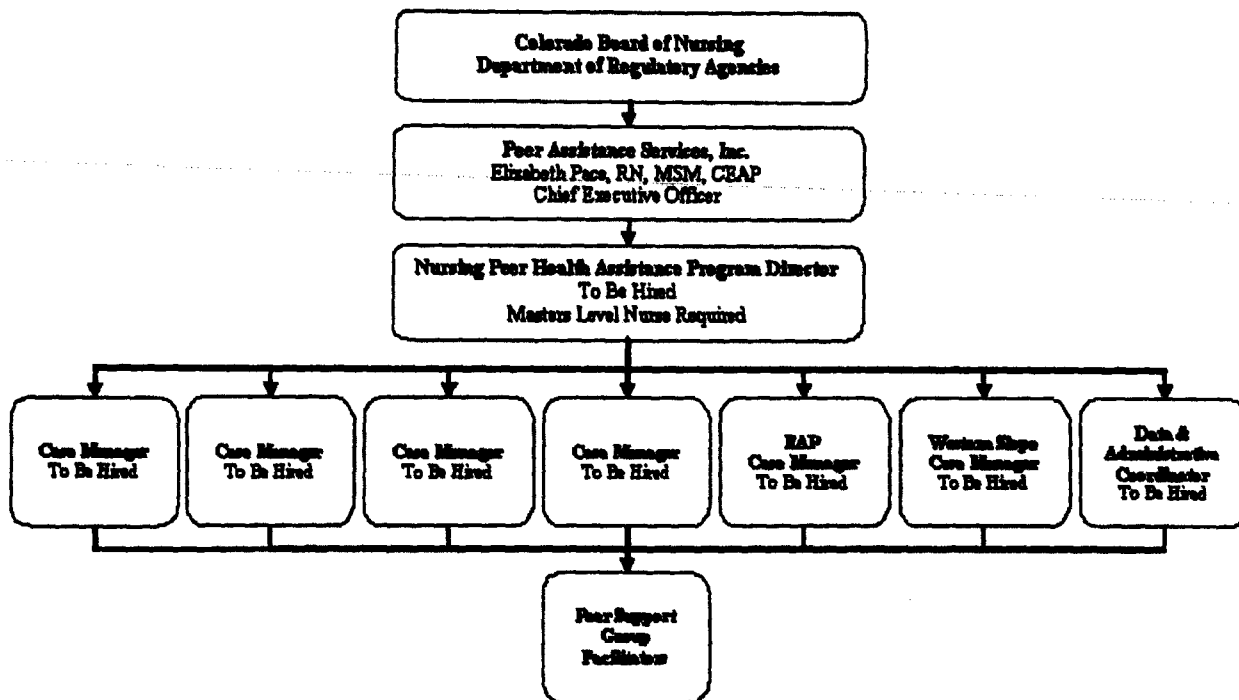 Colorado Board of Nursing
Department of Regulatory Agencies
Peer Assistance Services, Inc.
Elizabeth Pace, RN, MSM, CEAP
Chief Executive Officer
Nursing Peer Health Assistance Program Director
To Be Hired
Masters Level Nurse Required
Case Manager
To Be Hired
Case Manager
To Be Hired
Case Manager
To Be Hired
Case Manager
To Be Hired
Case Manager
To Be Hired
Western Slope
Case Manager
To Be Hired
Data &
Administrative
Coordinator
To Be Hired
Peer Support
Group
Facilitators